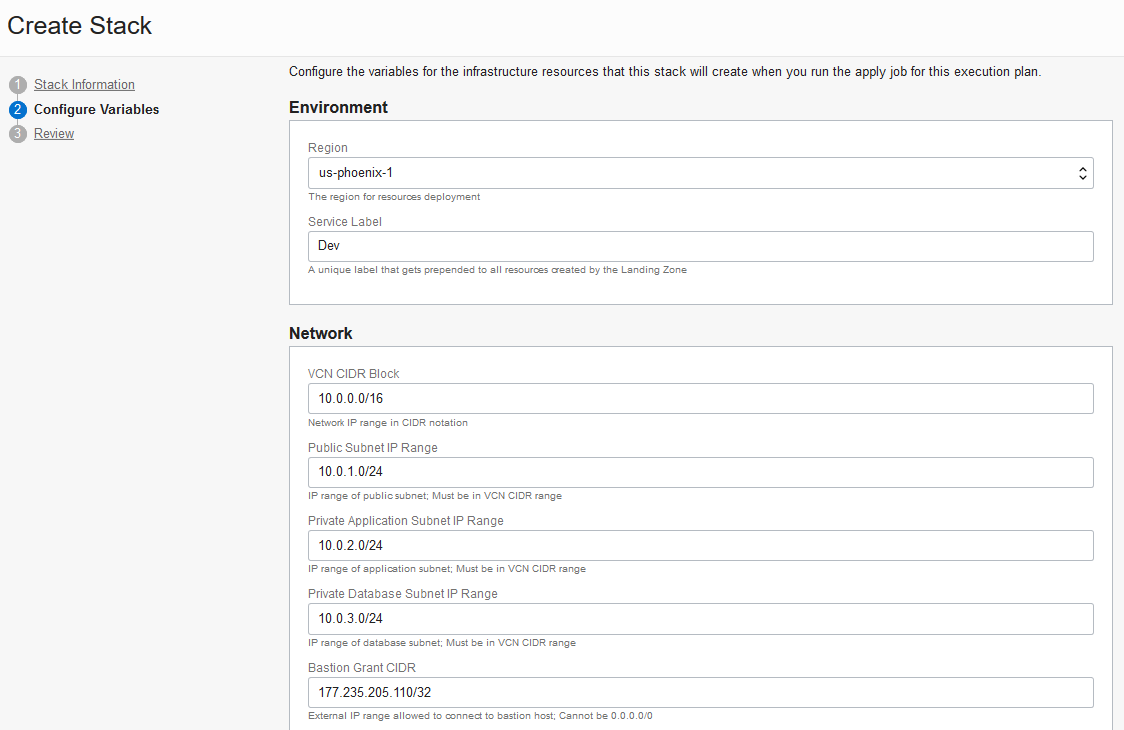 Create Stack
1 Stack Information
2 Configure Variables
3 Review
Configure the variables for the infrastructure resources that this stack will create when you run the apply job for this execution plan.
Environment
Region
us-phoenix-1
The region for resources deployment
Service Label
Dev
A unique label that gets prepended to all resources created by the Landing Zone
Network
VCN CIDR Block
10.0.0.0/16
Network IP range in CIDR notation
Public Subnet IP Range
10.0.1.0/24
IP range of public subnet; Must be in VCN CIDR range
Private Application Subnet IP Range
10.0.2.0/24
IP range of application subnet; Must be in VCN CIDR range
Private Database Subnet IP Range
10.0.3.0/24
IP range of database subnet; Must be in VCN CIDR range
Bastion Grant CIDR
177.235.205.110/32
External IP range allowed to connect to bastion host; Cannot be 0.0.0.0/0